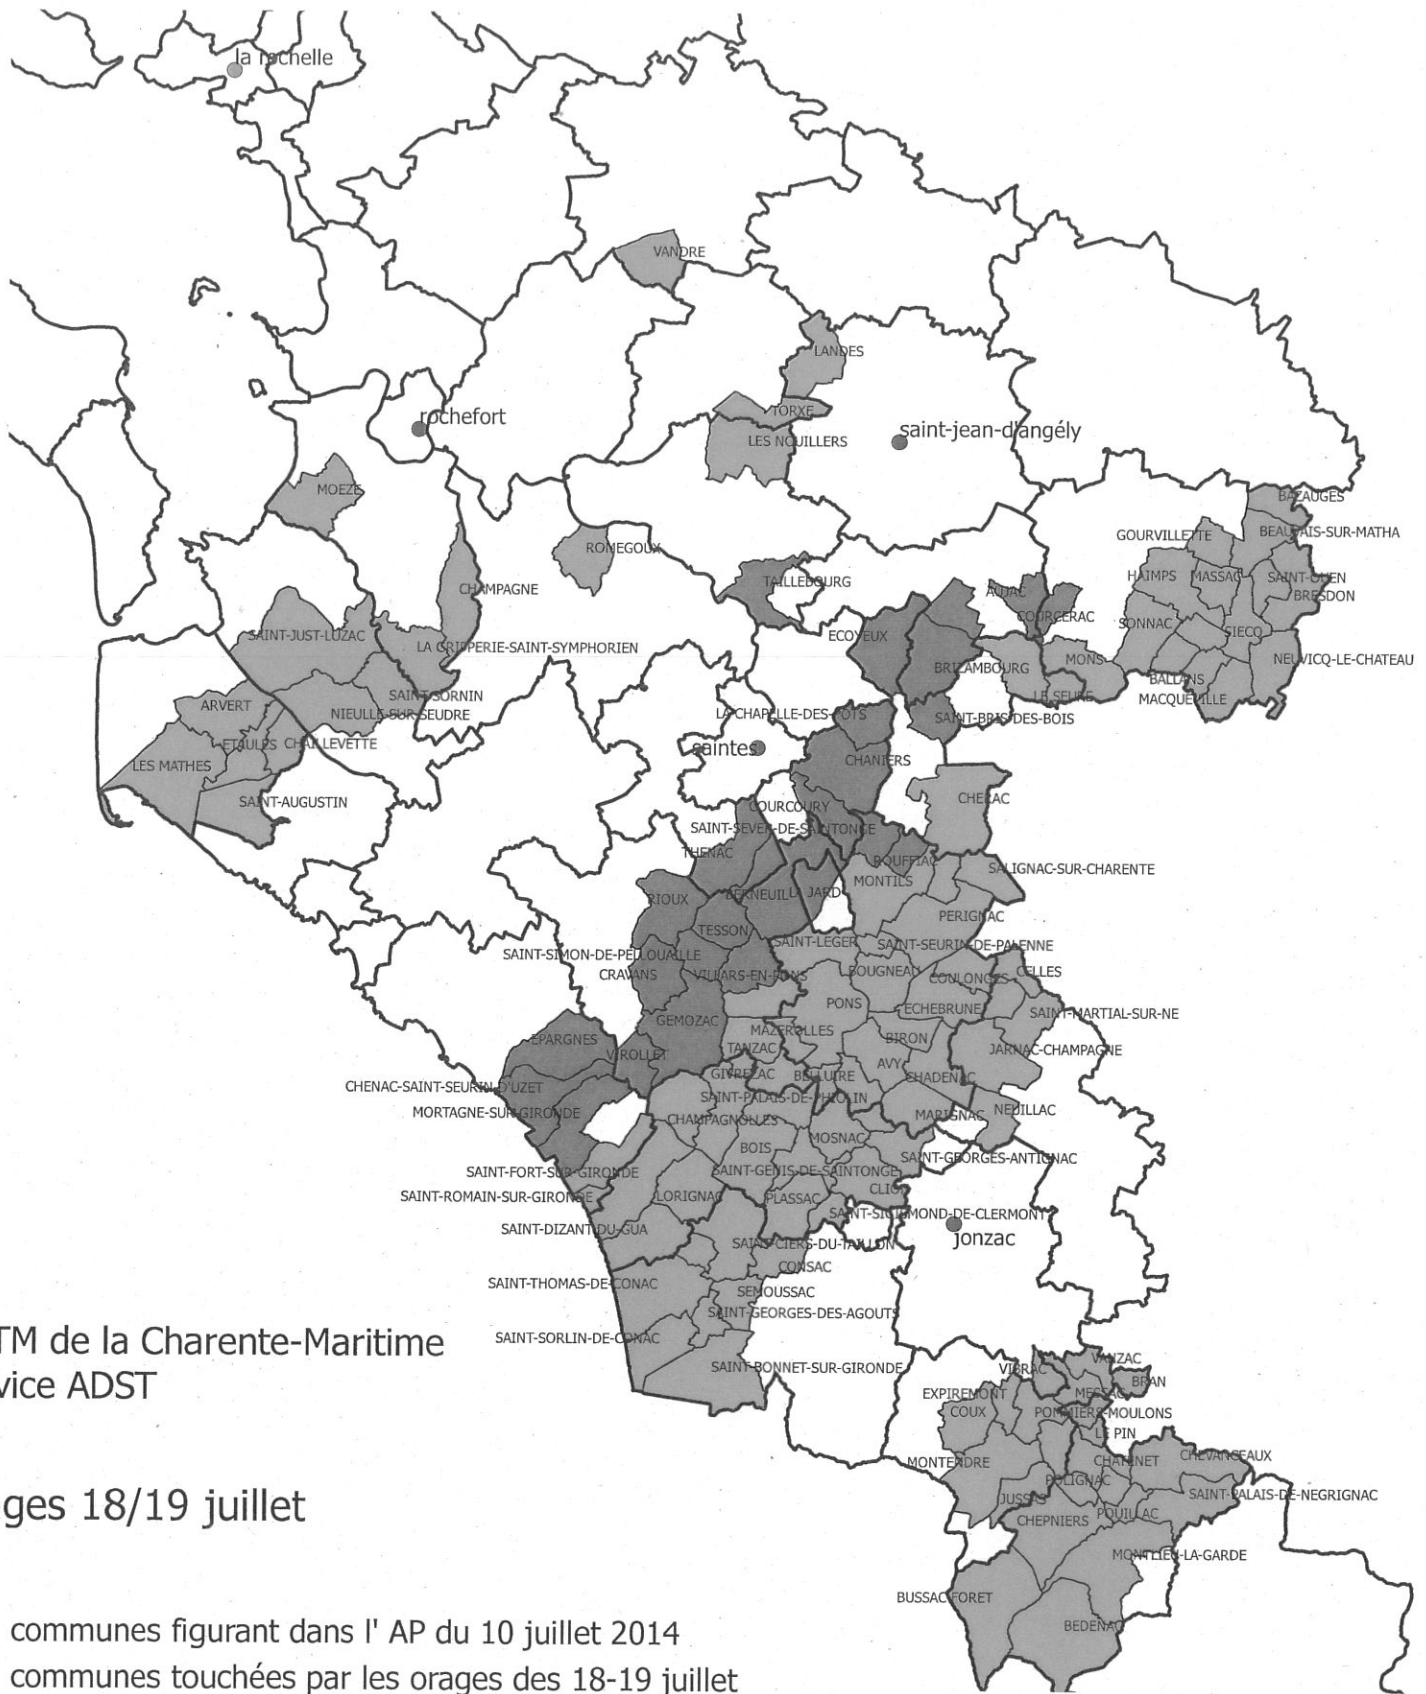 la rochelle
VANDRE
LANDES
rochefort
TORXE
saint-jean-d'angély
LES NOUILLERS
MOEZE
BAZAUGES
BEAUVAIS-SUR-MATHA
GOURVILLETTE
ROMEGOUX
HAIMPS
MASSAC
SAINT-OUEN
TAILLEBOURG
CHAMPAGNE
AUJAC
BRESDON
COURCERAC
SONNAC
SIECQ
SAINT-JUST-LUZAC
ECOYEUX
LA GRIPPERIE-SAINT-SYMPHORIEN
MONS
NEUVICQ-LE-CHATEAU
BRIZAMBOURG
BALLANS
SAINT-SORNIN
LE SEURE
MACQUEVILLE
ARVERT
NIEULLE-SUR-SEUDRE
LA CHAPELLE-DES-POTS
SAINT-BRIS-DES-BOIS
ETAULES
CHAILLEVETTE
saintes
LES MATHES
CHANIERS
SAINT-AUGUSTIN
CHERAC
COURCOURY
SAINT-SEVER-DE-SAINTONGE
THENAC
ROUFFIAC
SALIGNAC-SUR-CHARENTE
MONTILS
RIOUX
BERNEUIL
LA JARD
PERIGNAC
TESSON
SAINT-LEGER
SAINT-SEURIN-DE-PALENNE
SAINT-SIMON-DE-PELLOUAILLE
CRAVANS
VILLARS-EN-PONS
BOUGNEAU
COULONGES
CELLES
PONS
ECHEBRUNE
SAINT-MARTIAL-SUR-NE
GEMOZAC
MAZEROLLES
EPARGNES
VIROLLET
TANZAC
BIRON
JARNAC-CHAMPAGNE
AVY
GIVREZAC
BELLUIRE
CHADENAC
CHENAC-SAINT-SEURIN-D'UZET
SAINT-PALAIS-DE-PHIOLIN
MORTAGNE-SUR-GIRONDE
CHAMPAGNOLLES
MARIGNAC
NEUILLAC
MOSNAC
BOIS
SAINT-GEORGES-ANTIGNAC
SAINT-FORT-SUR-GIRONDE
SAINT-GENIS-DE-SAINTONGE
CLION
SAINT-ROMAIN-SUR-GIRONDE
LORIGNAC
PLASSAC
SAINT-SIGISMOND-DE-CLERMONT
SAINT-DIZANT-DU-GUA
jonzac
SAINT-CIERS-DU-TAILLON
CONSAC
SAINT-THOMAS-DE-CONAC
SEMOUSSAC
SAINT-GEORGES-DES-AGOUTS
SAINT-SORLIN-DE-CONAC
TM de la Charente-Maritime
SAINT-BONNET-SUR-GIRONDE
VIBRAC
VANZAC
vice ADST
BRAN
EXPIREMONT
MESSAC
COUX
POMMIERS-MOULONS
LE PIN
MONTENDRE
CHATENET
CHEVANCEAUX
POLIGNAC
SAINT-PALAIS-DE-NEGRIGNAC
JUSSAS
ges 18/19 juillet
CHEPNIERS
POUILLAC
MONTLIEU-LA-GARDE
BUSSAC-FORET
BEDENAC
communes figurant dans l' AP du 10 juillet 2014
communes touchées par les orages des 18-19 juillet